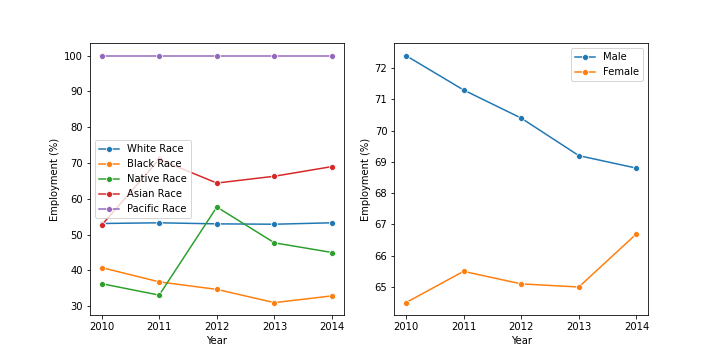 100
90
80
70
60
50
40
30
Employment (%)
White Race
Black Race
Native Race
Asian Race
Pacific Race
2010 2011 2012 2013 2014
Year
72
71
70
69
68
67
66
65
Employment (%)
Male
Female
2010 2011 2012 2013 2014
Year